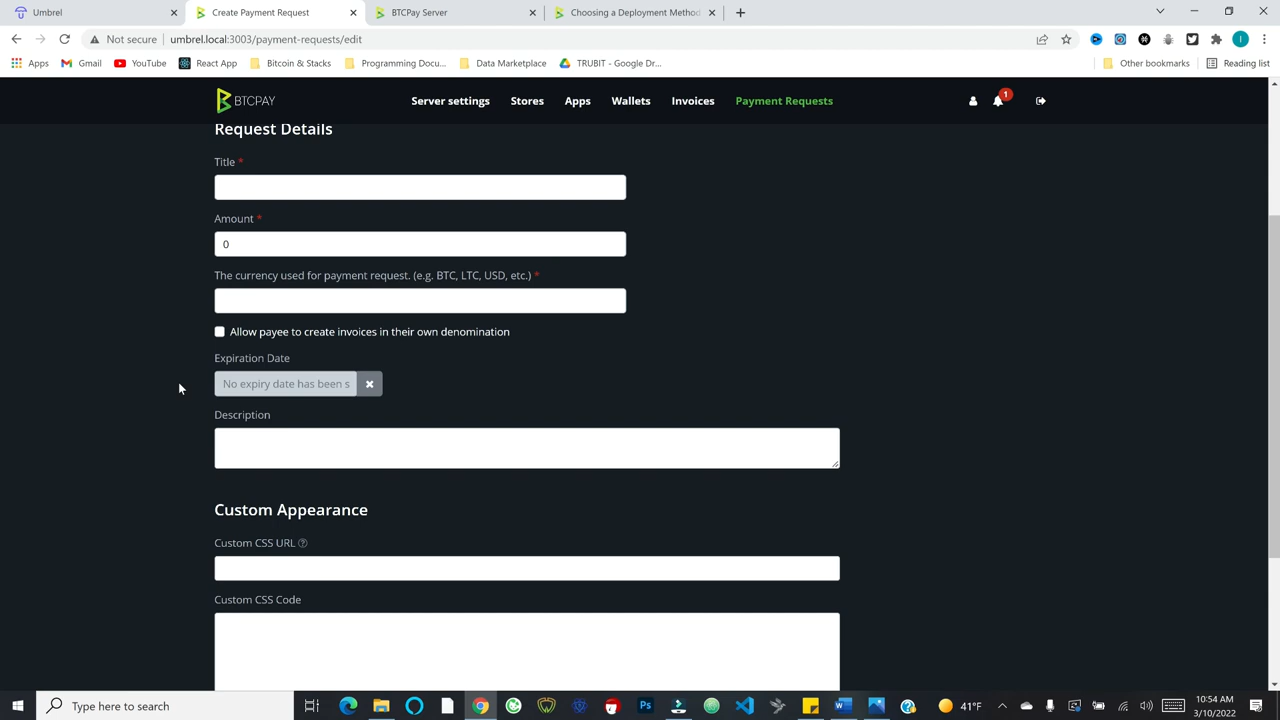 Umbrel
Create Payment Request
BTCPay Server
Choosing a Deployment Method
Not secure
umbrel.local:3003/payment-requests/edit
Apps
Gmail
YouTube
React App
Bitcoin & Stacks
Programming Docu...
Data Marketplace
TRUBIT - Google Dr...
Other bookmarks
Reading list
BTCPAY
Server settings
Stores
Apps
Wallets
Invoices
Payment Requests
1
Request Details
Title *
Amount *
0
The currency used for payment request. (e.g. BTC, LTC, USD, etc.) *
Allow payee to create invoices in their own denomination
Expiration Date
No expiry date has been s
Description
Custom Appearance
Custom CSS URL
Custom CSS Code
Type here to search
41°F
10:54 AM
3/10/2022